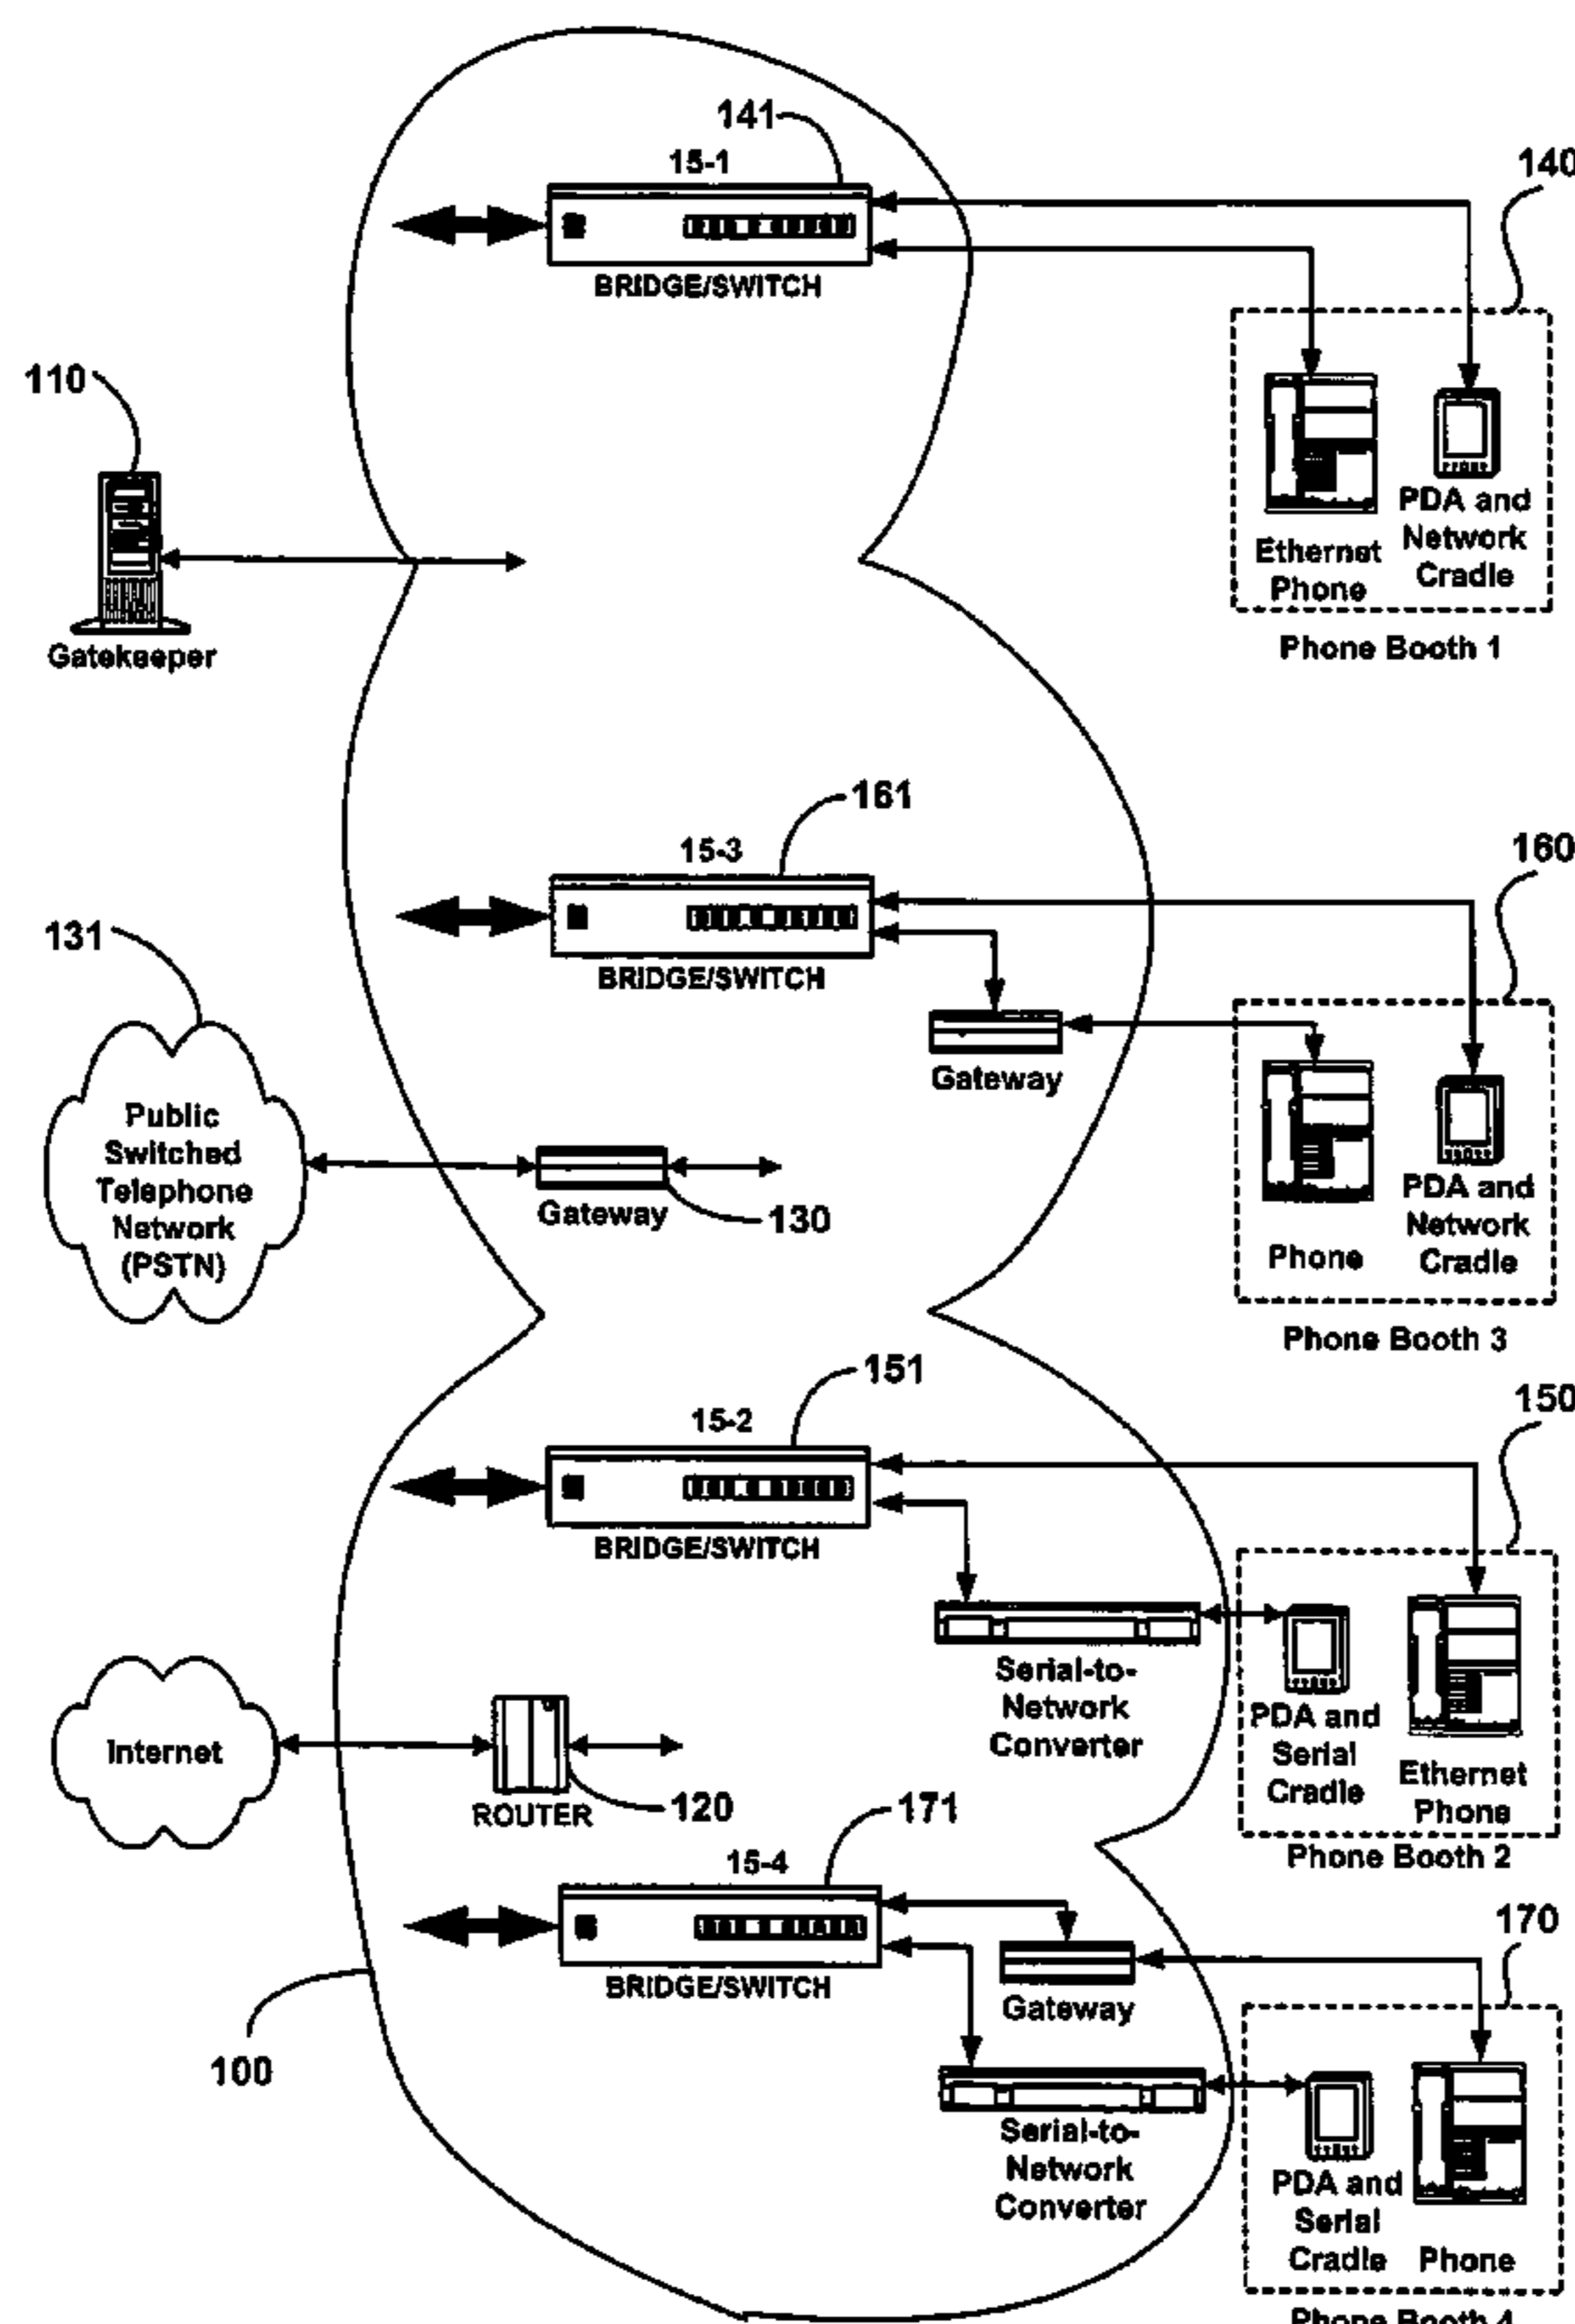 141
15-1
BRIDGE/SWITCH
140
110
Gatekeeper
Ethernet
Phone
PDA and
Network
Cradle
Phone Booth 1
161
15-3
BRIDGE/SWITCH
160
131
Public
Switched
Telephone
Network
(PSTN)
Gateway
Gateway
130
Phone
PDA and
Network
Cradle
Phone Booth 3
151
15-2
BRIDGE/SWITCH
150
Serial-to-
Network
Converter
PDA and
Serial
Cradle
Ethernet
Phone
Phone Booth 2
Internet
ROUTER
120
171
15-4
BRIDGE/SWITCH
170
Gateway
100
Serial-to-
Network
Converter
PDA and
Serial
Cradle
Phone
Phone Booth 4